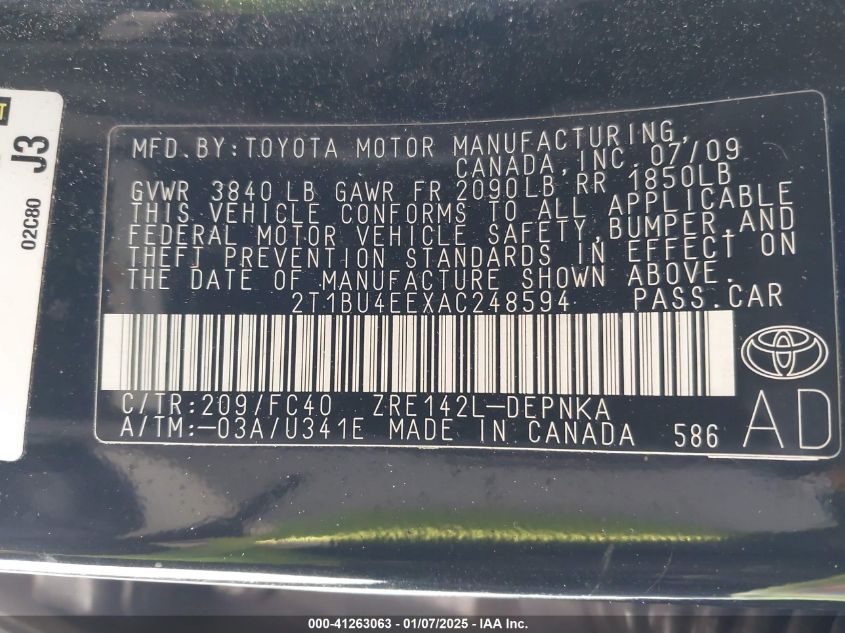 J3
02C80
MFD.BY:TOYOTA MOTOR MANUFACTURING,
CANADA,INC.07/09
GVWR 3840LB GAWR FR 2090LB RR 1850LB
THIS VEHICLE CONFORMS TO ALL APPLICABLE
FEDERAL MOTOR VEHICLE SAFETY,BUMPER,AND
THEFT PREVENTION STANDARDS IN EFFECT ON
THE DATE OF MANUFACTURE SHOWN ABOVE.
2T1BU4EEXAC248594 PASS.CAR
C/TR:209/FC40 ZRE142L-DEPNKA
A/TM:-03A/U341E MADE IN CANADA 586
AD
000-41263063 - 01/07/2025 - IAA Inc.